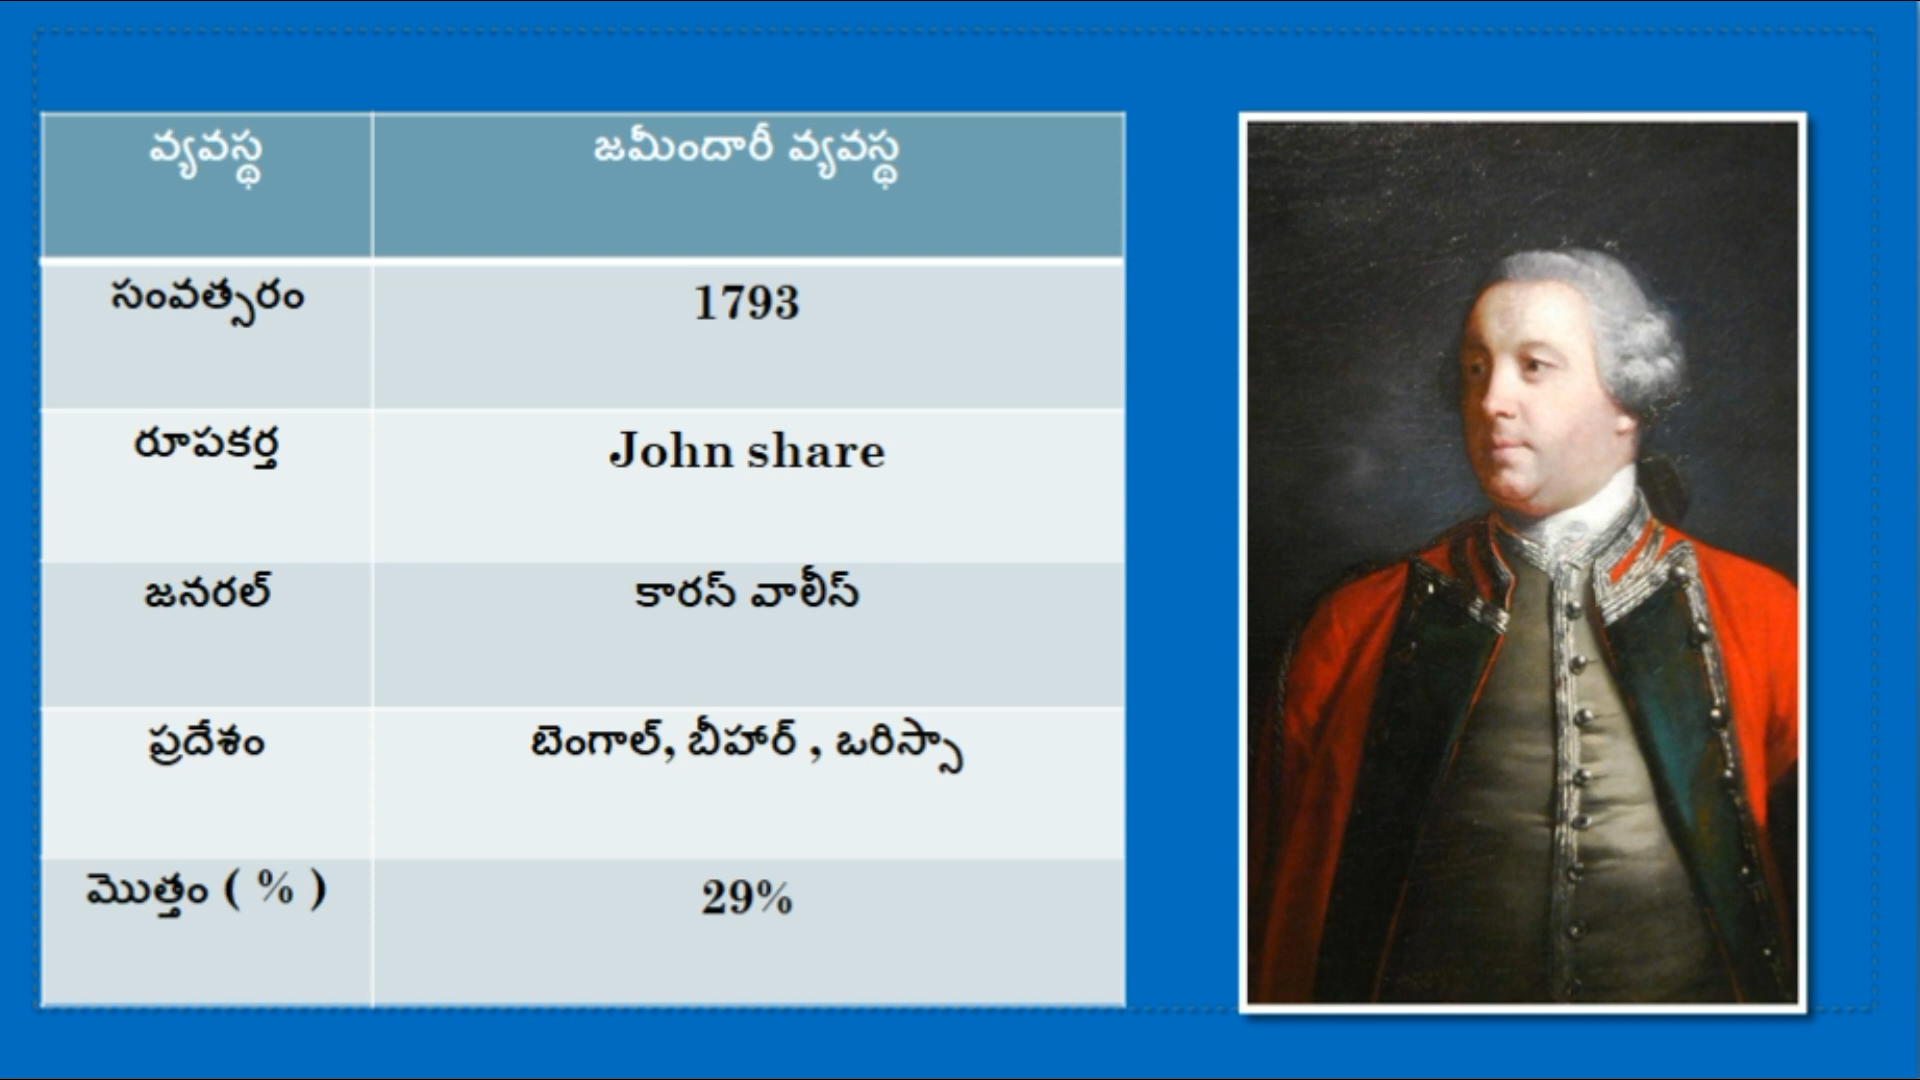 వ్యవస్థ జమీందారీ వ్యవస్థ
సంవత్సరం 1793
రూపకర్త John share
జనరల్ కారస్ వాలీస్
ప్రదేశం బెంగాల్, బీహార్ , ఒరిస్సా
మొత్తం ( % ) 29%